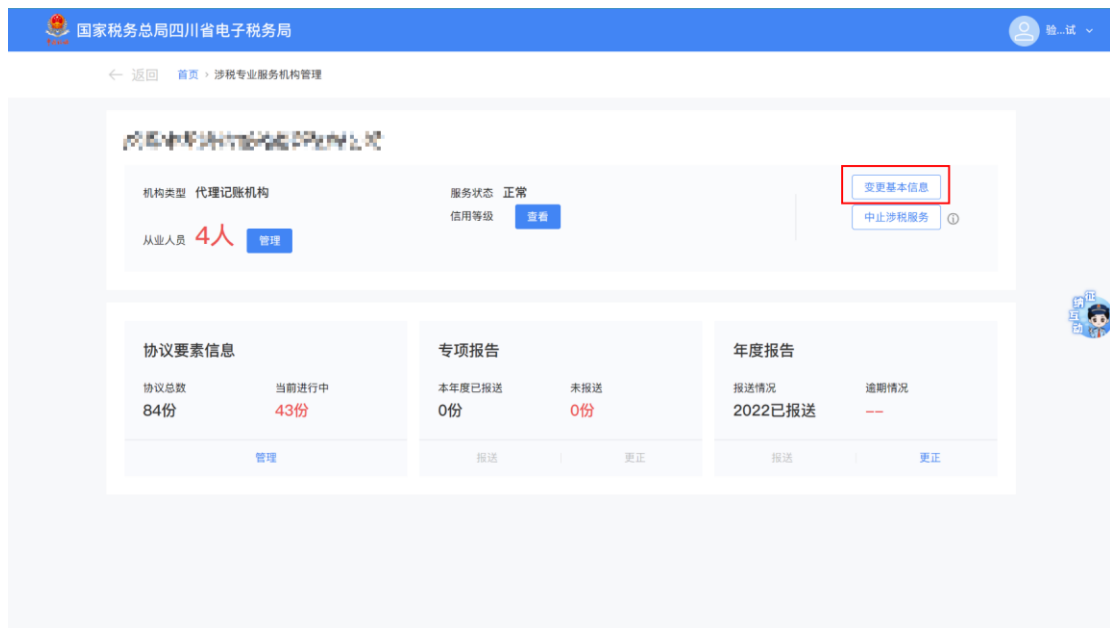 国家税务总局四川省电子税务局
验...试
← 返回 首页 › 涉税专业服务机构管理
机构类型 代理记账机构
服务状态 正常
变更基本信息
信用等级 查看
中止涉税服务
从业人员 4人 管理
征纳互动
协议要素信息
专项报告
年度报告
协议总数 当前进行中
本年度已报送 未报送
报送情况 逾期情况
84份 43份
0份 0份
2022已报送 --
管理
报送 更正
报送 更正